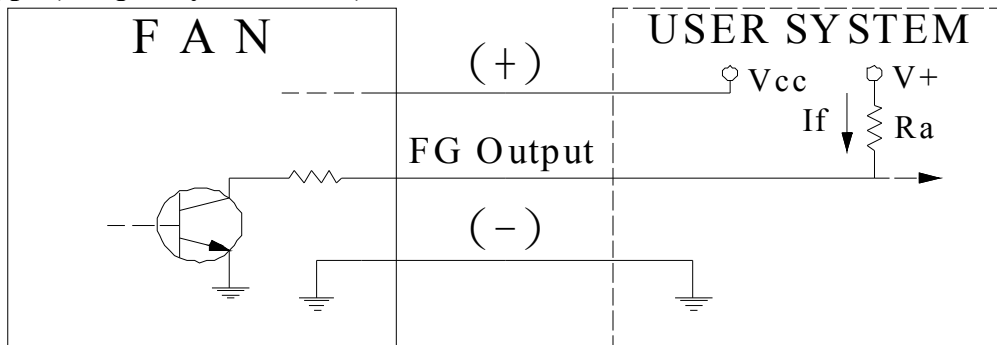 F A N
USER SYSTEM
(+)
Vcc
V+
If
Ra
FG Output
(-)